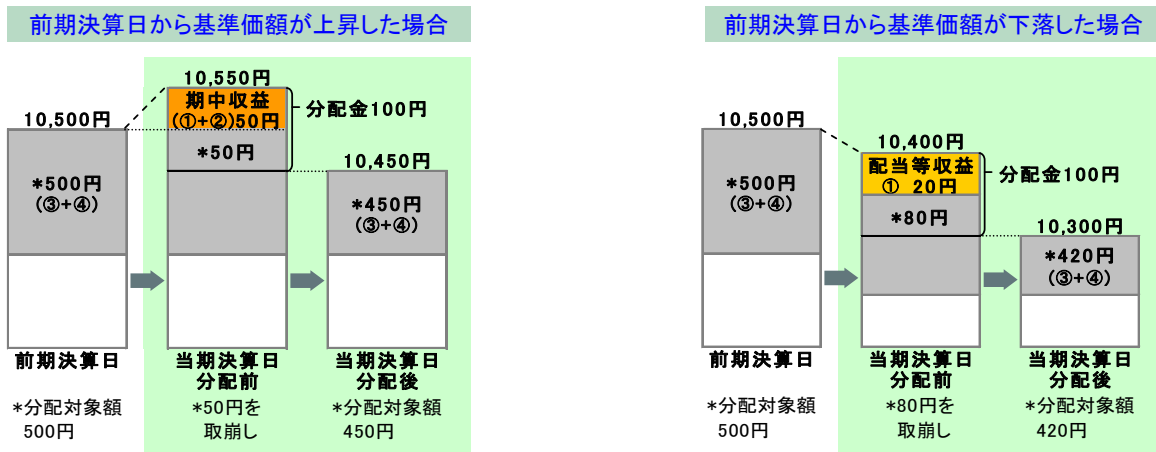 前期決算日から基準価額が上昇した場合
10,550円
期中収益
(①+②)50円
分配金100円
10,500円
*50円
10,450円
*500円
(③+④)
*450円
(③+④)
前期決算日
当期決算日
分配前
当期決算日
分配後
*分配対象額
500円
*50円を
取崩し
*分配対象額
450円
前期決算日から基準価額が下落した場合
10,500円
10,400円
配当等収益
① 20円
分配金100円
*500円
(③+④)
*80円
10,300円
*420円
(③+④)
前期決算日
当期決算日
分配前
当期決算日
分配後
*分配対象額
500円
*80円を
取崩し
*分配対象額
420円